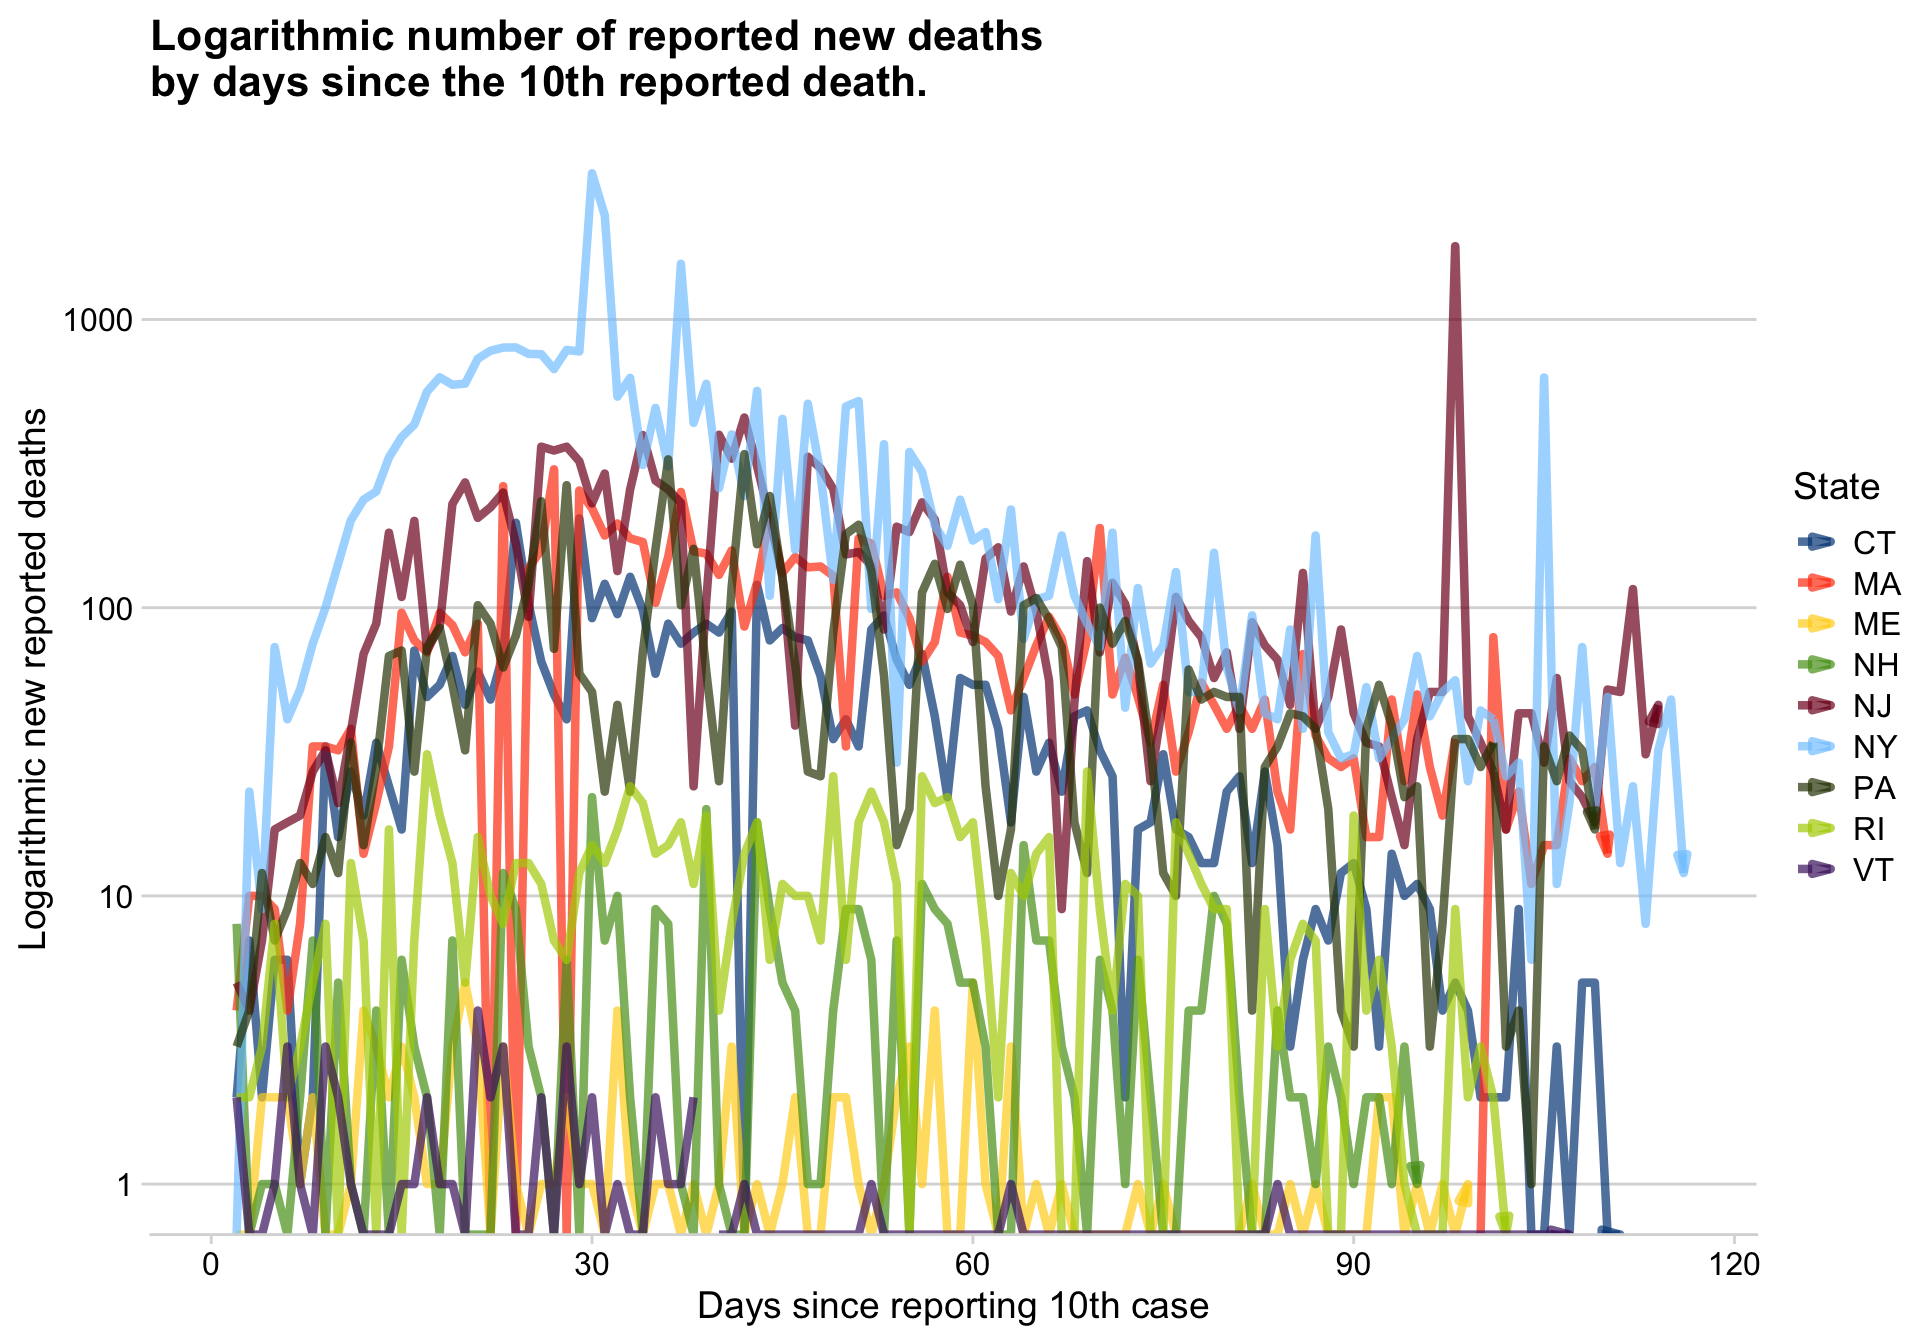 Logarithmic number of reported new deaths
by days since the 10th reported death.
Logarithmic new reported deaths
1000
100
10
1
0
30
60
90
120
Days since reporting 10th case
State
CT
MA
ME
NH
NJ
NY
PA
RI
VT